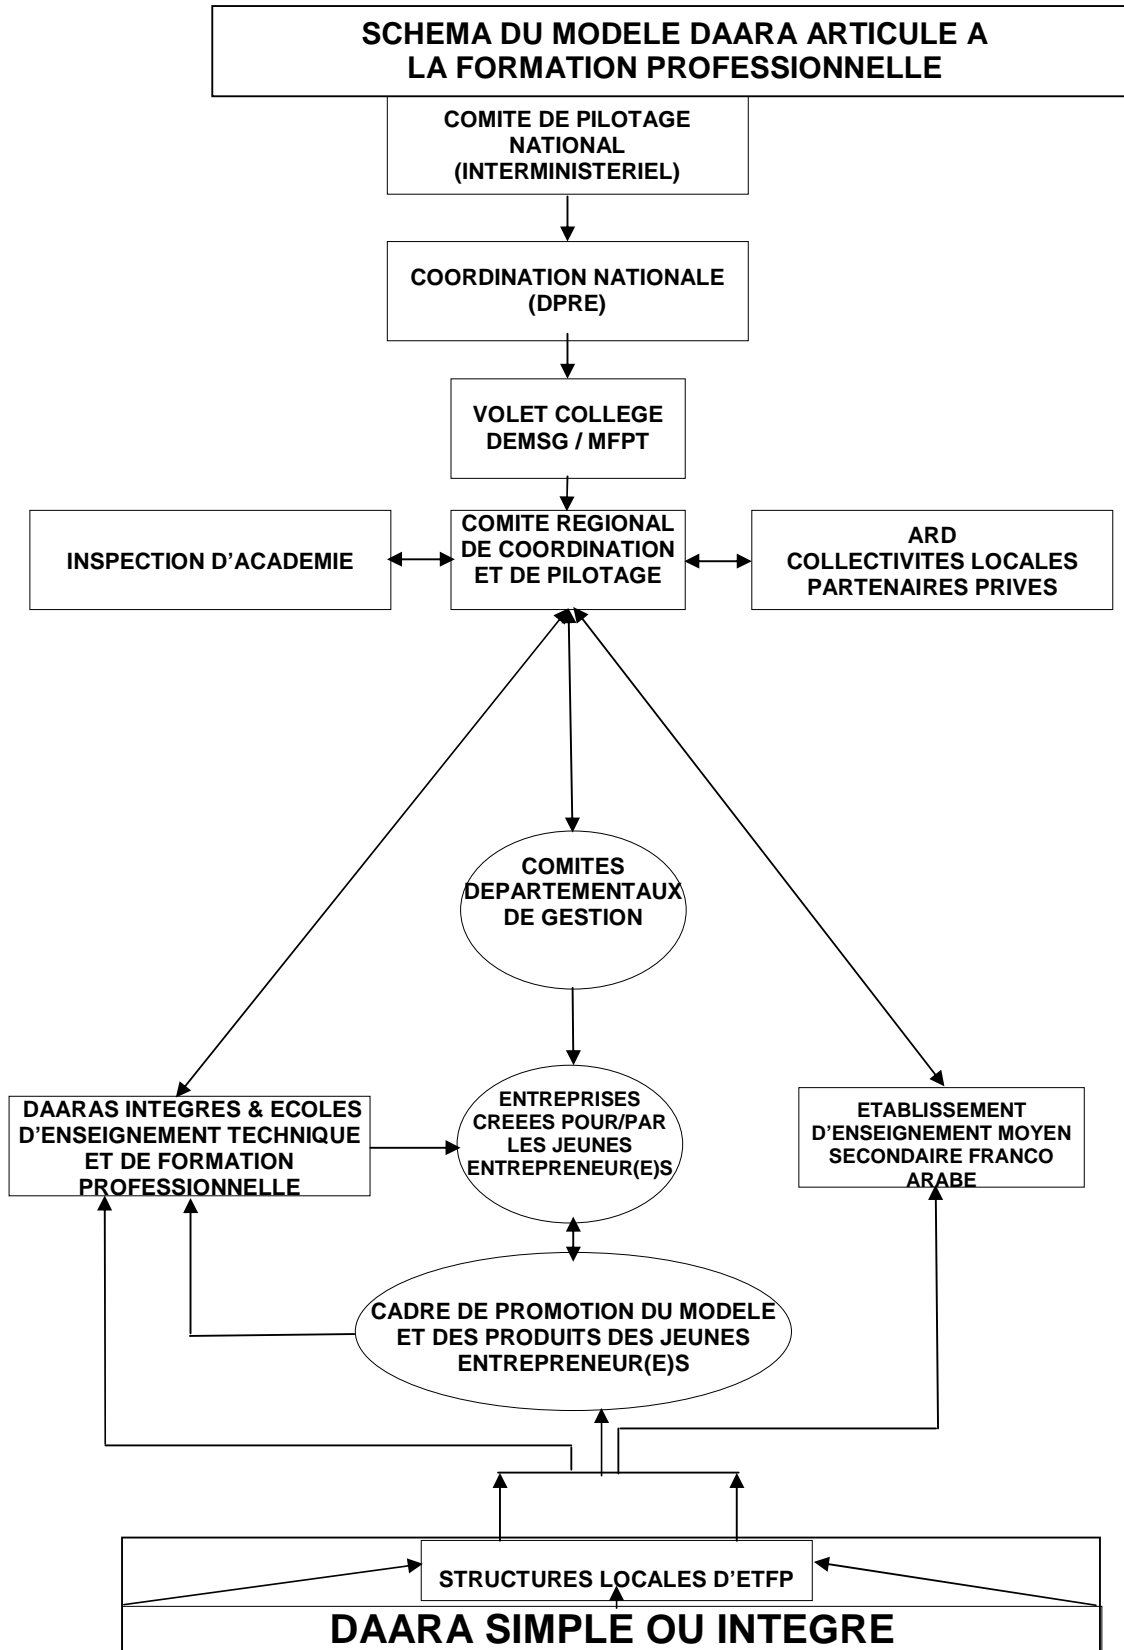 SCHEMA DU MODELE DAARA ARTICULE A
LA FORMATION PROFESSIONNELLE
COMITE DE PILOTAGE
NATIONAL
(INTERMINISTERIEL)
COORDINATION NATIONALE
(DPRE)
VOLET COLLEGE
DEMSG / MFPT
INSPECTION D’ACADEMIE
COMITE REGIONAL
DE COORDINATION
ET DE PILOTAGE
ARD
COLLECTIVITES LOCALES
PARTENAIRES PRIVES
COMITES
DEPARTEMENTAUX
DE GESTION
DAARAS INTEGRES & ECOLES
D’ENSEIGNEMENT TECHNIQUE
ET DE FORMATION
PROFESSIONNELLE
ENTREPRISES
CREEES POUR/PAR
LES JEUNES
ENTREPRENEUR(E)S
ETABLISSEMENT
D’ENSEIGNEMENT MOYEN
SECONDAIRE FRANCO
ARABE
CADRE DE PROMOTION DU MODELE
ET DES PRODUITS DES JEUNES
ENTREPRENEUR(E)S
STRUCTURES LOCALES D’ETFP
DAARA SIMPLE OU INTEGRE